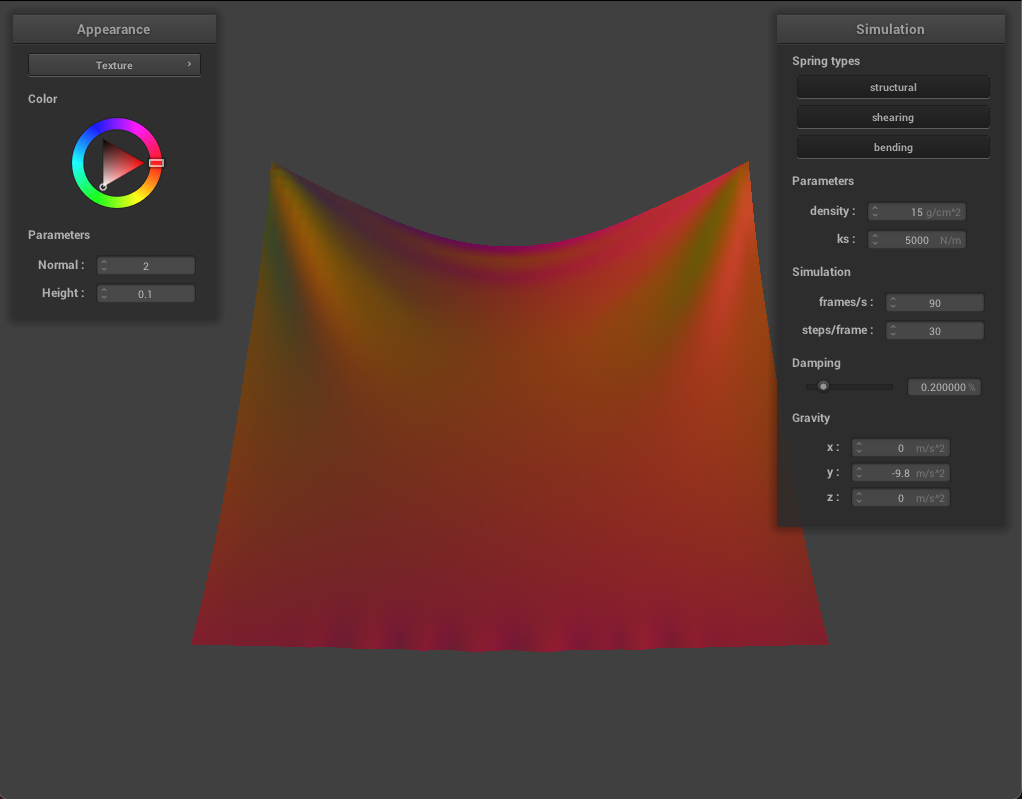 Appearance
Texture
Color
Parameters
Normal : 2
Height : 0.1
Simulation
Spring types
structural
shearing
bending
Parameters
density : 15 g/cm^2
ks : 5000 N/m
Simulation
frames/s : 90
steps/frame : 30
Damping
0.200000 %
Gravity
x : 0 m/s^2
y : -9.8 m/s^2
z : 0 m/s^2